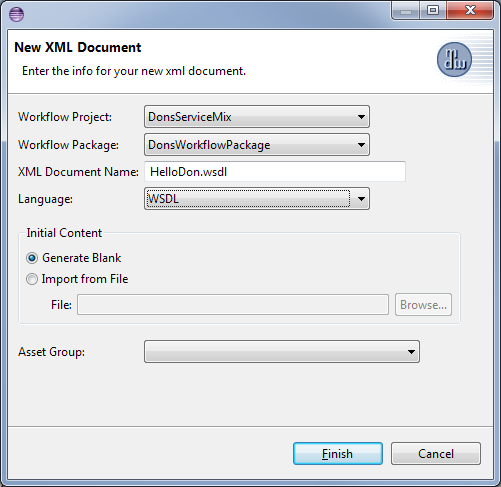 New XML Document
Enter the info for your new xml document.
Workflow Project: DonsServiceMix
Workflow Package: DonsWorkflowPackage
XML Document Name: HelloDon.wsdl
Language: WSDL
Initial Content
Generate Blank
Import from File
File: Browse...
Asset Group:
Finish Cancel